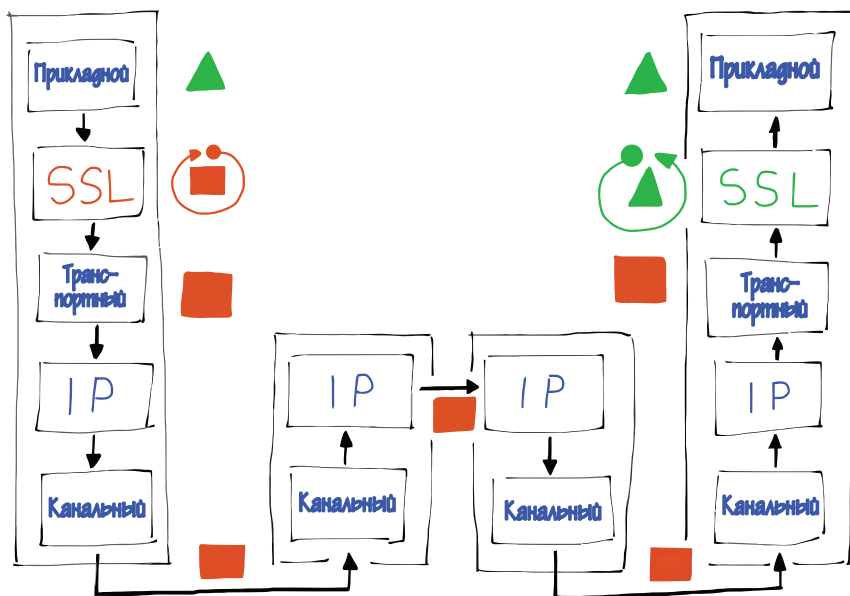 Прикладной
SSL
Транс-
портный
IP
Канальный
IP
Канальный
IP
Канальный
Прикладной
SSL
Транс-
портный
IP
Канальный